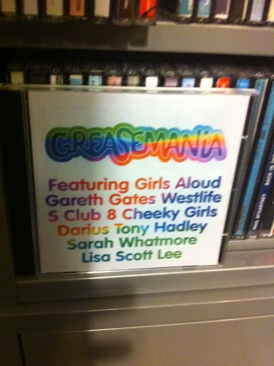 GREASEMANIA
Featuring Girls Aloud
Gareth Gates Westlife
S Club 8 Cheeky Girls
Darius Tony Hadley
Sarah Whatmore
Lisa Scott Lee